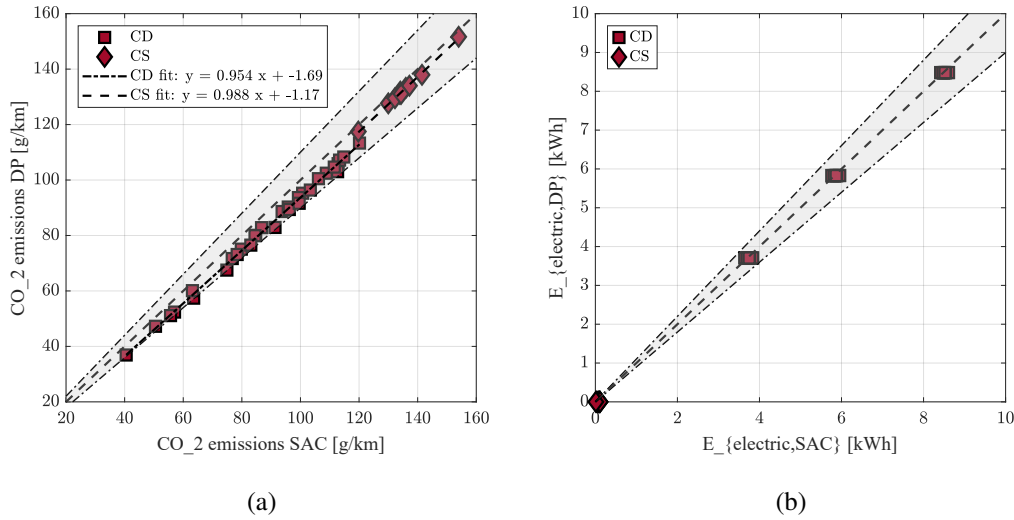 160
140
120
100
80
60
40
20
20
40
60
80
100
120
140
160
CO_2 emissions DP [g/km]
CO_2 emissions SAC [g/km]
CD
CS
CD fit: y = 0.954 x + -1.69
CS fit: y = 0.988 x + -1.17
(a)
10
9
8
7
6
5
4
3
2
1
0
0
2
4
6
8
10
E_{electric,DP} [kWh]
E_{electric,SAC} [kWh]
CD
CS
(b)